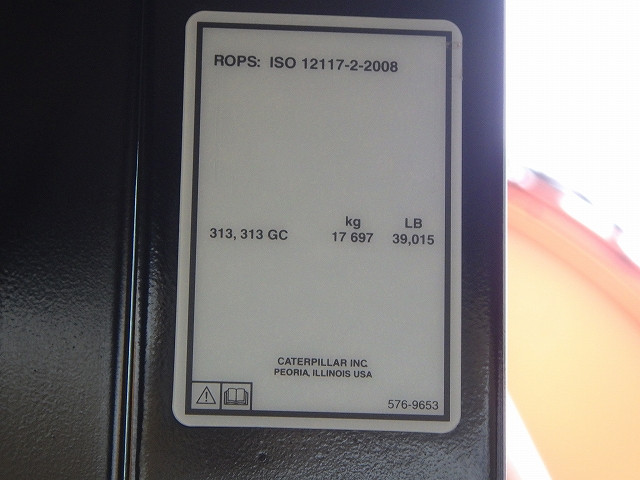 ROPS: ISO 12117-2-2008
kg LB
313, 313 GC 17 697 39,015
CATERPILLAR INC.
PEORIA, ILLINOIS USA
576-9653